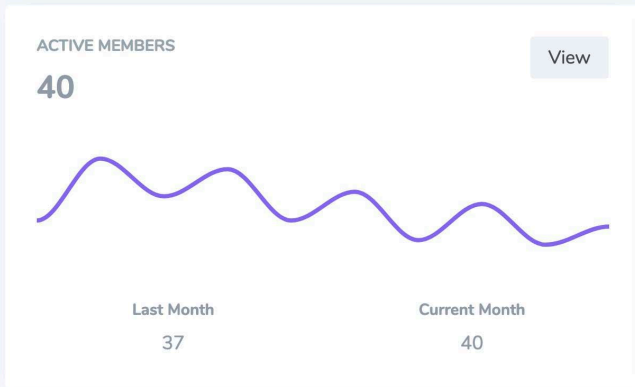 ACTIVE MEMBERS
View
40
Last Month
Current Month
37
40